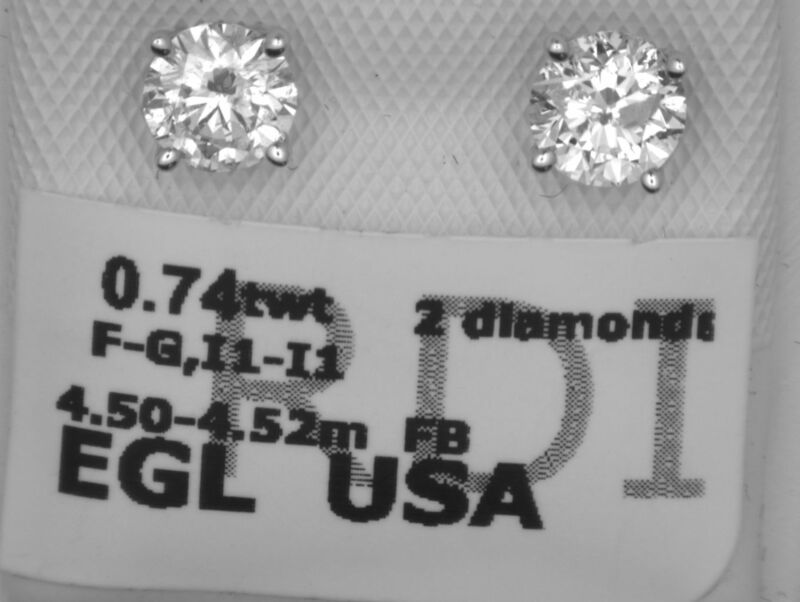 0.74twt 2 diamonds
F-G,I1-I1
4.50-4.52m FB
EGL USA
RDI